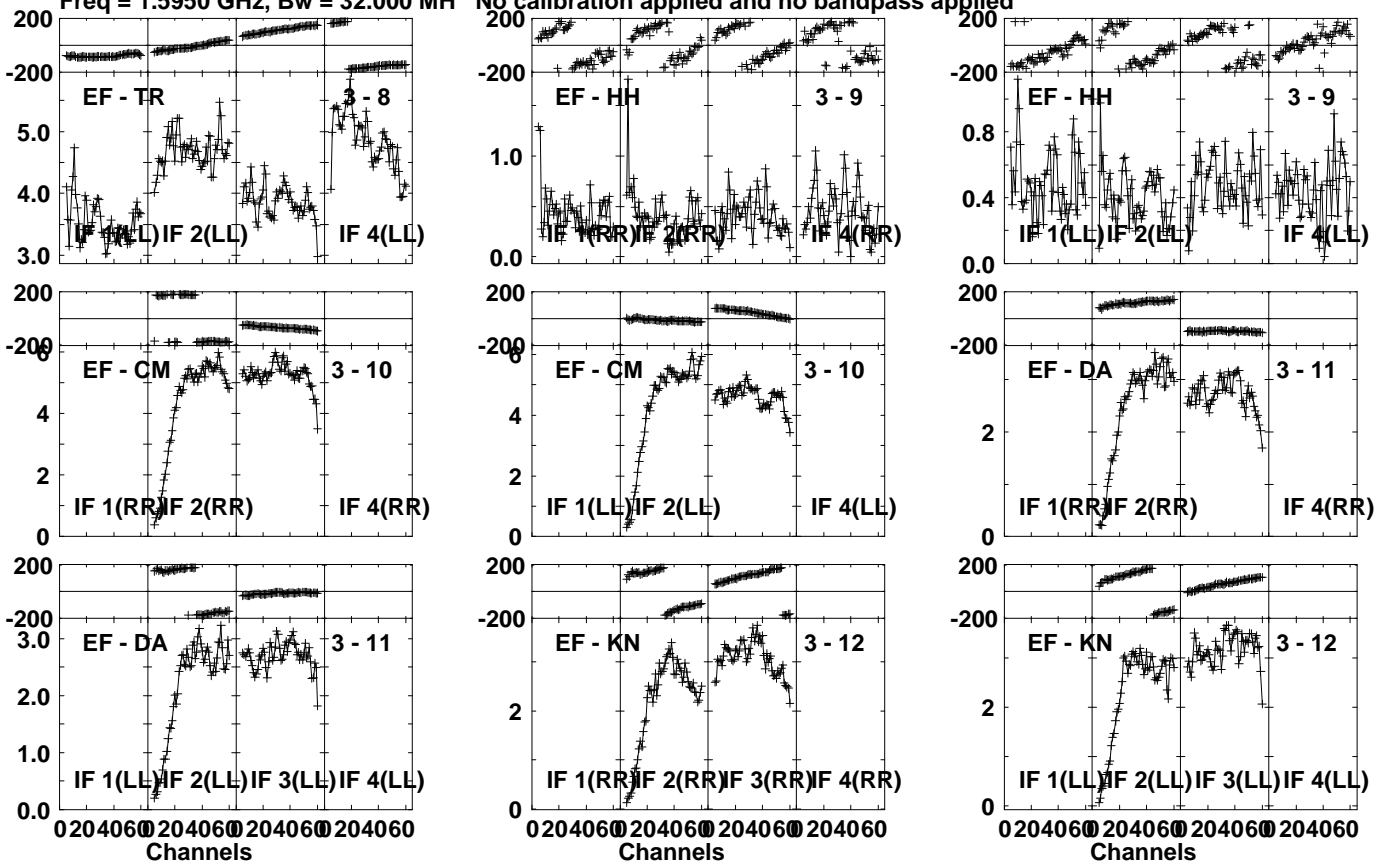 Freq = 1.5950 GHz, Bw = 32.000 MH No calibration applied and no bandpass applied
200 200 200
-200 -200 -200
EF - TR 3 - 8 EF - HH 3 - 9 EF - HH 3 - 9
5.0 1.0 0.8
4.0 0.4
IF 1(LL) IF 2(LL) IF 4(LL) IF 1(RR) IF 2(RR) IF 4(RR) IF 1(LL) IF 2(LL) IF 4(LL)
3.0 0.0 0.0
200 200 200
-200 -200 -200
6 6
EF - CM 3 - 10 EF - CM 3 - 10 EF - DA 3 - 11
4 4 2
2 2
IF 1(RR) IF 2(RR) IF 4(RR) IF 1(LL) IF 2(LL) IF 4(LL) IF 1(RR) IF 2(RR) IF 4(RR)
0 0 0
200 200 200
-200 -200 -200
3.0 EF - DA 3 - 11 EF - KN 3 - 12 EF - KN 3 - 12
2.0 2 2
1.0
IF 1(LL) IF 2(LL) IF 3(LL) IF 4(LL) IF 1(RR) IF 2(RR) IF 3(RR) IF 4(RR) IF 1(LL) IF 2(LL) IF 3(LL) IF 4(LL)
0.0 0 0
0 20 40 60 0 20 40 60 0 20 40 60 0 20 40 60 0 20 40 60 0 20 40 60 0 20 40 60 0 20 40 60 0 20 40 60 0 20 40 60 0 20 40 60 0 20 40 60
Channels Channels Channels